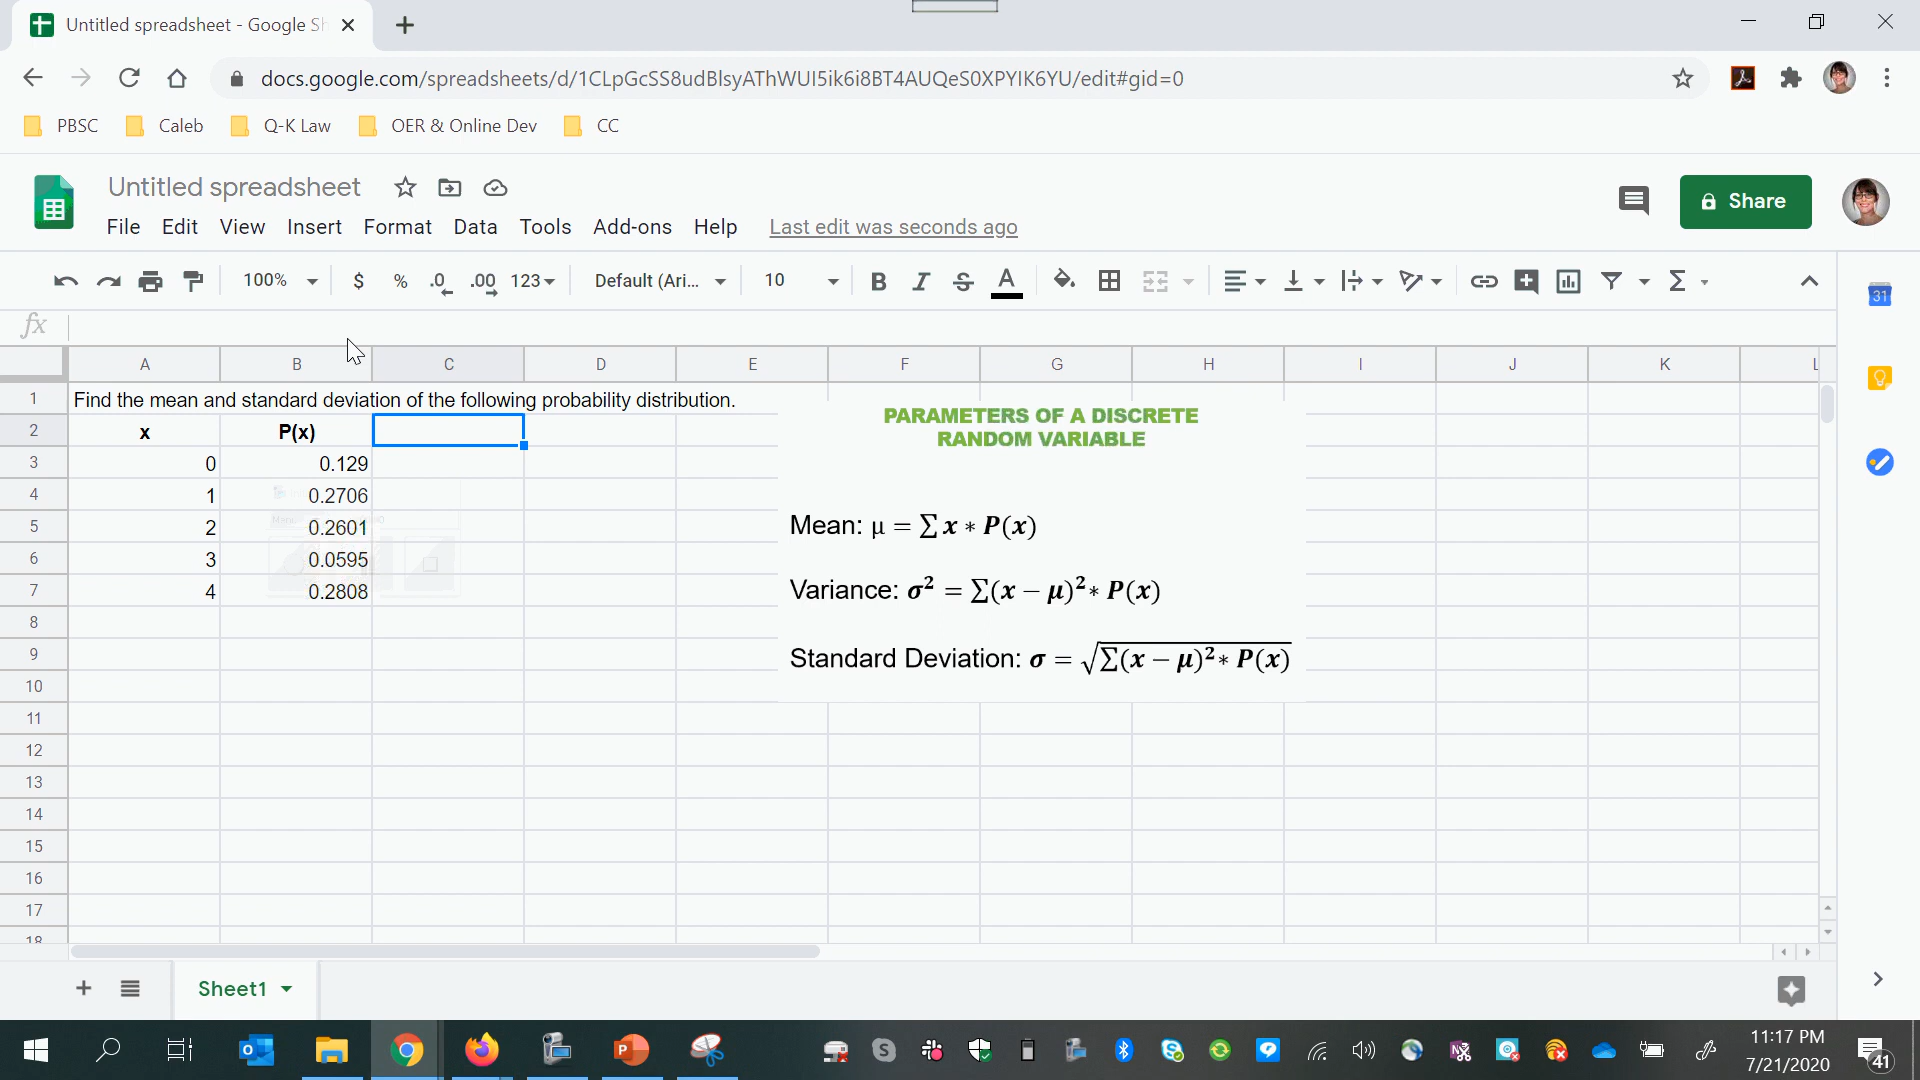 Untitled spreadsheet - Google Sh
docs.google.com/spreadsheets/d/1CLpGcSS8udBlsyAThWUI5ik6i8BT4AUQeS0XPYIK6YU/edit#gid=0
PBSC Caleb Q-K Law OER & Online Dev CC
Untitled spreadsheet
Share
File Edit View Insert Format Data Tools Add-ons Help Last edit was seconds ago
100% $ % .0 .00 123 Default (Ari... 10 B I S A Σ
31
fx
A B C D E F G H I J K L
1 Find the mean and standard deviation of the following probability distribution.
2 x P(x)
3 0 0.129
4 1 0.2706
5 2 0.2601
6 3 0.0595
7 4 0.2808
8
9
10
11
12
13
14
15
16
17
18
PARAMETERS OF A DISCRETE
RANDOM VARIABLE
Mean: μ = ∑ x * P(x)
Variance: σ² = ∑(x − μ)² * P(x)
Standard Deviation: σ = √∑(x − μ)² * P(x)
Sheet1
11:17 PM
7/21/2020
41